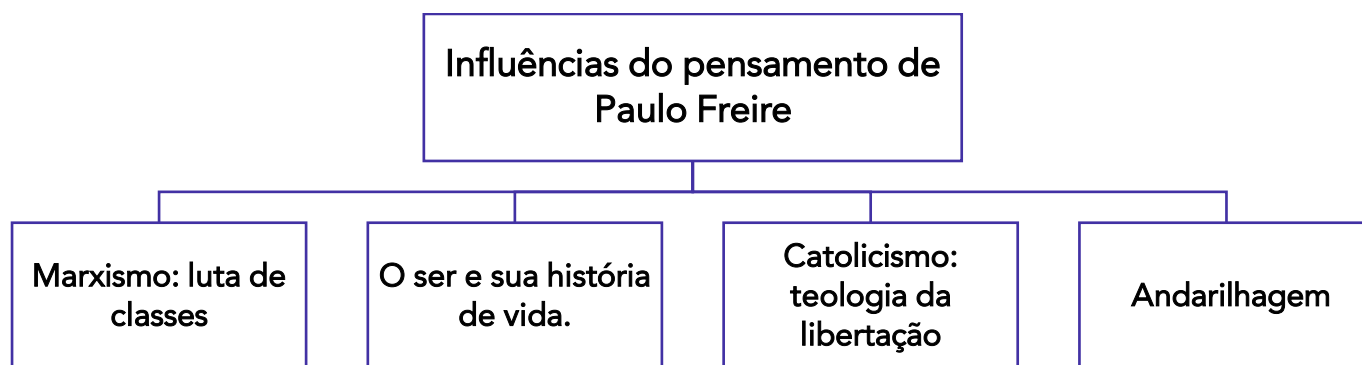 Influências do pensamento de
Paulo Freire
Marxismo: luta de
classes
O ser e sua história
de vida.
Catolicismo:
teologia da
libertação
Andarilhagem